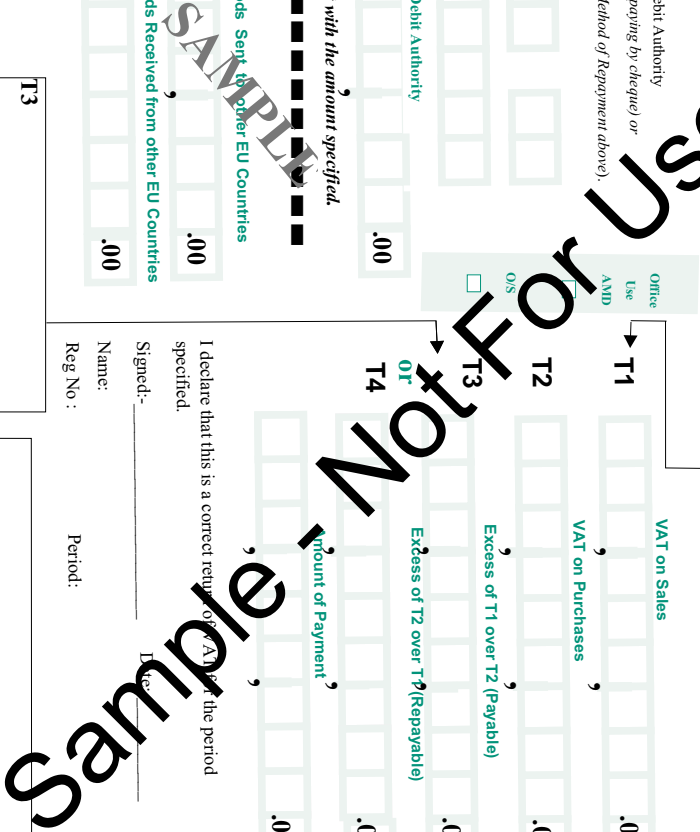 Debit Authority
paying by cheque) or
Method of Repayment above).
Debit Authority
with the amount specified.
.00
SAMPLE
Sent to other EU Countries
.00
Received from other EU Countries
.00
T3
Office
Use
AMD
O/S
T1
VAT on Sales
T2
VAT on Purchases
T3
Excess of T1 over T2 (Payable)
or
T4
Excess of T2 over T1 (Repayable)
Amount of Payment
I declare that this is a correct return of VAT for the period
specified.
Signed:-
Date:
Name:
Reg No :
Period:
Sample - Not For Us